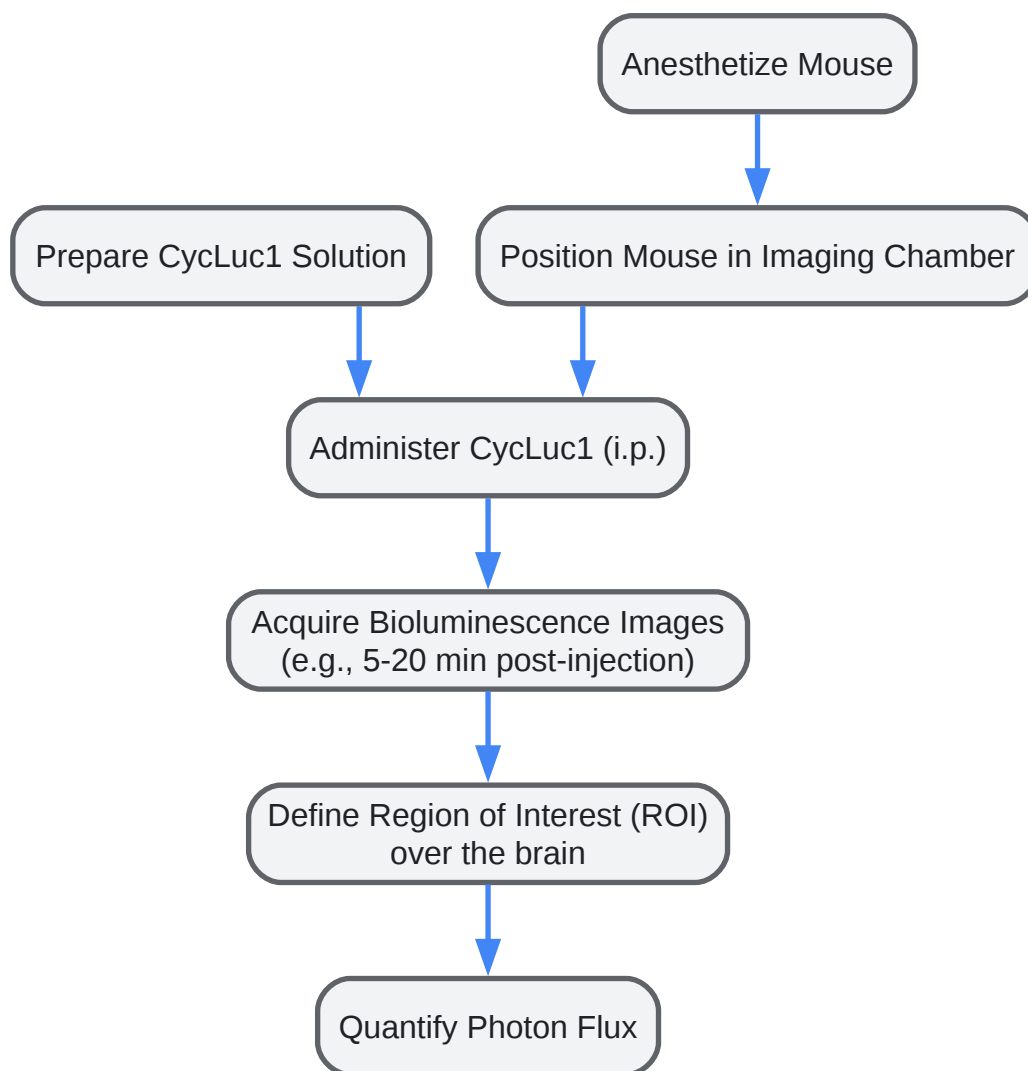 Anesthetize Mouse
Prepare CycLuc1 Solution
Position Mouse in Imaging Chamber
Administer CycLuc1 (i.p.)
Acquire Bioluminescence Images
(e.g., 5-20 min post-injection)
Define Region of Interest (ROI)
over the brain
Quantify Photon Flux